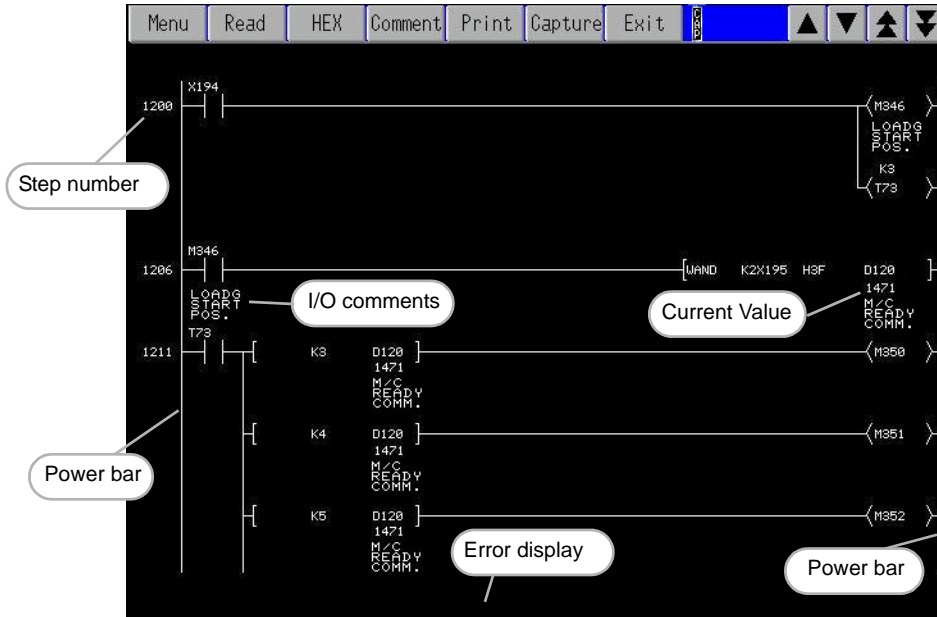 Menu Read HEX Comment Print Capture Exit CAP
X194
1200 M346
LOADG
START
POS.
K3
T73
Step number
M346
1206 WAND K2X195 H3F D120
1471
M/C
READY
COMM.
LOADG
START
POS.
I/O comments
Current Value
T73
1211 K3 D120 M350
1471
M/C
READY
COMM.
K4 D120 M351
1471
M/C
READY
COMM.
Power bar
K5 D120 M352
1471
M/C
READY
COMM.
Error display
Power bar